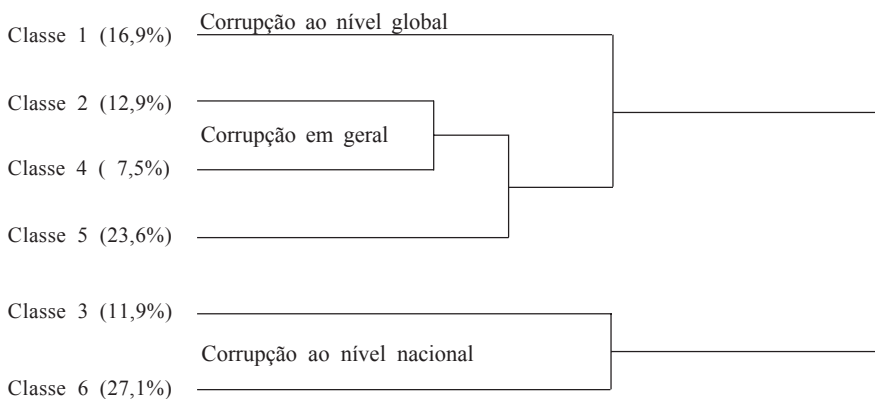 Corrupção ao nível global
Classe 1 (16,9%)
Classe 2 (12,9%)
Corrupção em geral
Classe 4 ( 7,5%)
Classe 5 (23,6%)
Classe 3 (11,9%)
Corrupção ao nível nacional
Classe 6 (27,1%)